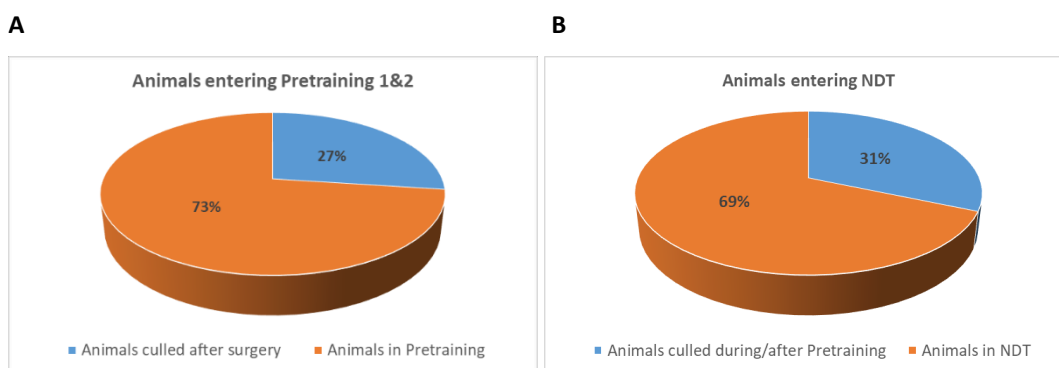 A
B
Animals entering Pretraining 1&2
27%
73%
Animals culled after surgery
Animals in Pretraining
Animals entering NDT
31%
69%
Animals culled during/after Pretraining
Animals in NDT